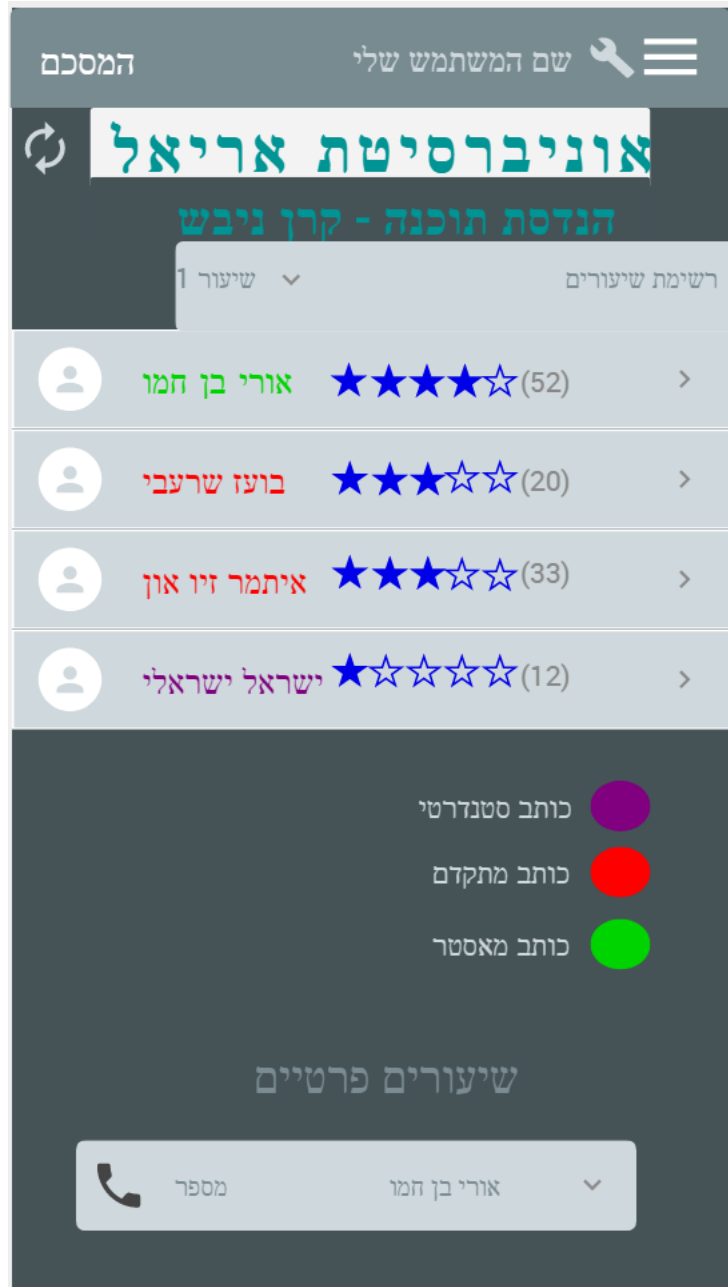 שם המשתמש שלי המסכם
אוניברסיטת אריאל
הנדסת תוכנה - קרן ניבש
רשימת שיעורים שיעור 1
אורי בן חמו (52)
בועז שרעבי (20)
איתמר זיו און (33)
ישראל ישראלי (12)
כותב סטנדרטי
כותב מתקדם
כותב מאסטר
שיעורים פרטיים
אורי בן חמו מספר